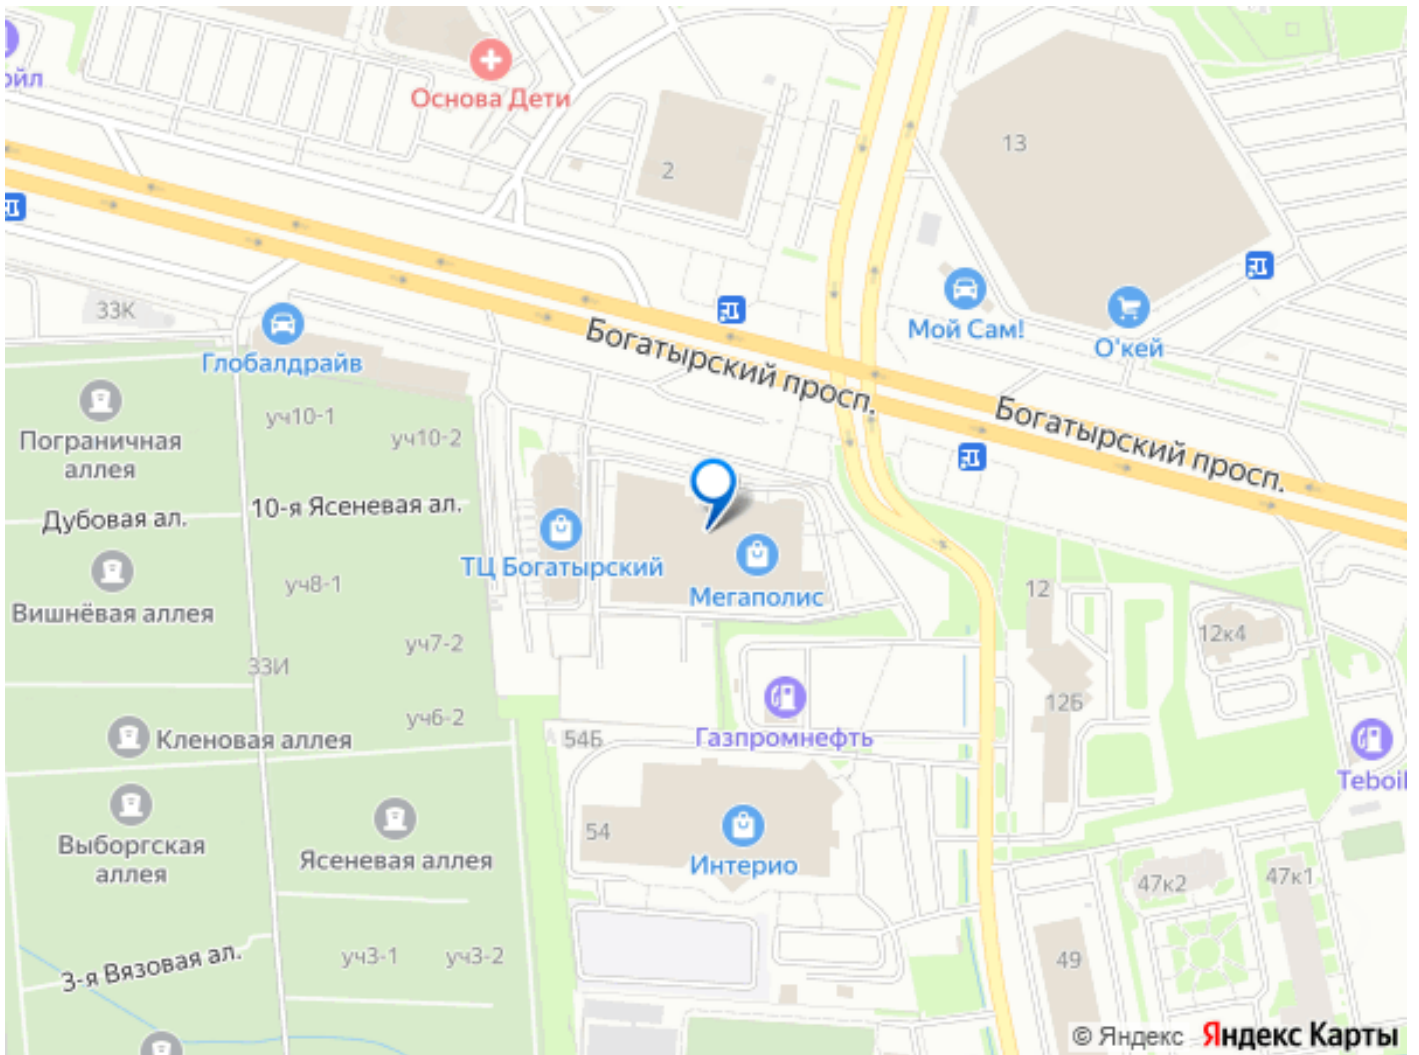 ойл
Основа Дети
2
13
33К
Глобалдрайв
Мой Сам!
О'кей
Богатырский просп.
Богатырский просп.
Пограничная
аллея
уч10-1
уч10-2
Дубовая ал.
10-я Ясеневая ал.
ТЦ Богатырский
Мегаполис
Вишнёвая аллея
уч8-1
12
12к4
уч7-2
33И
12Б
уч6-2
Кленовая аллея
54Б
Газпромнефть
Teboil
Выборгская
аллея
Ясеневая аллея
54
Интерио
47к2
47к1
3-я Вязовая ал.
уч3-1
уч3-2
49
© Яндекс Яндекс Карты